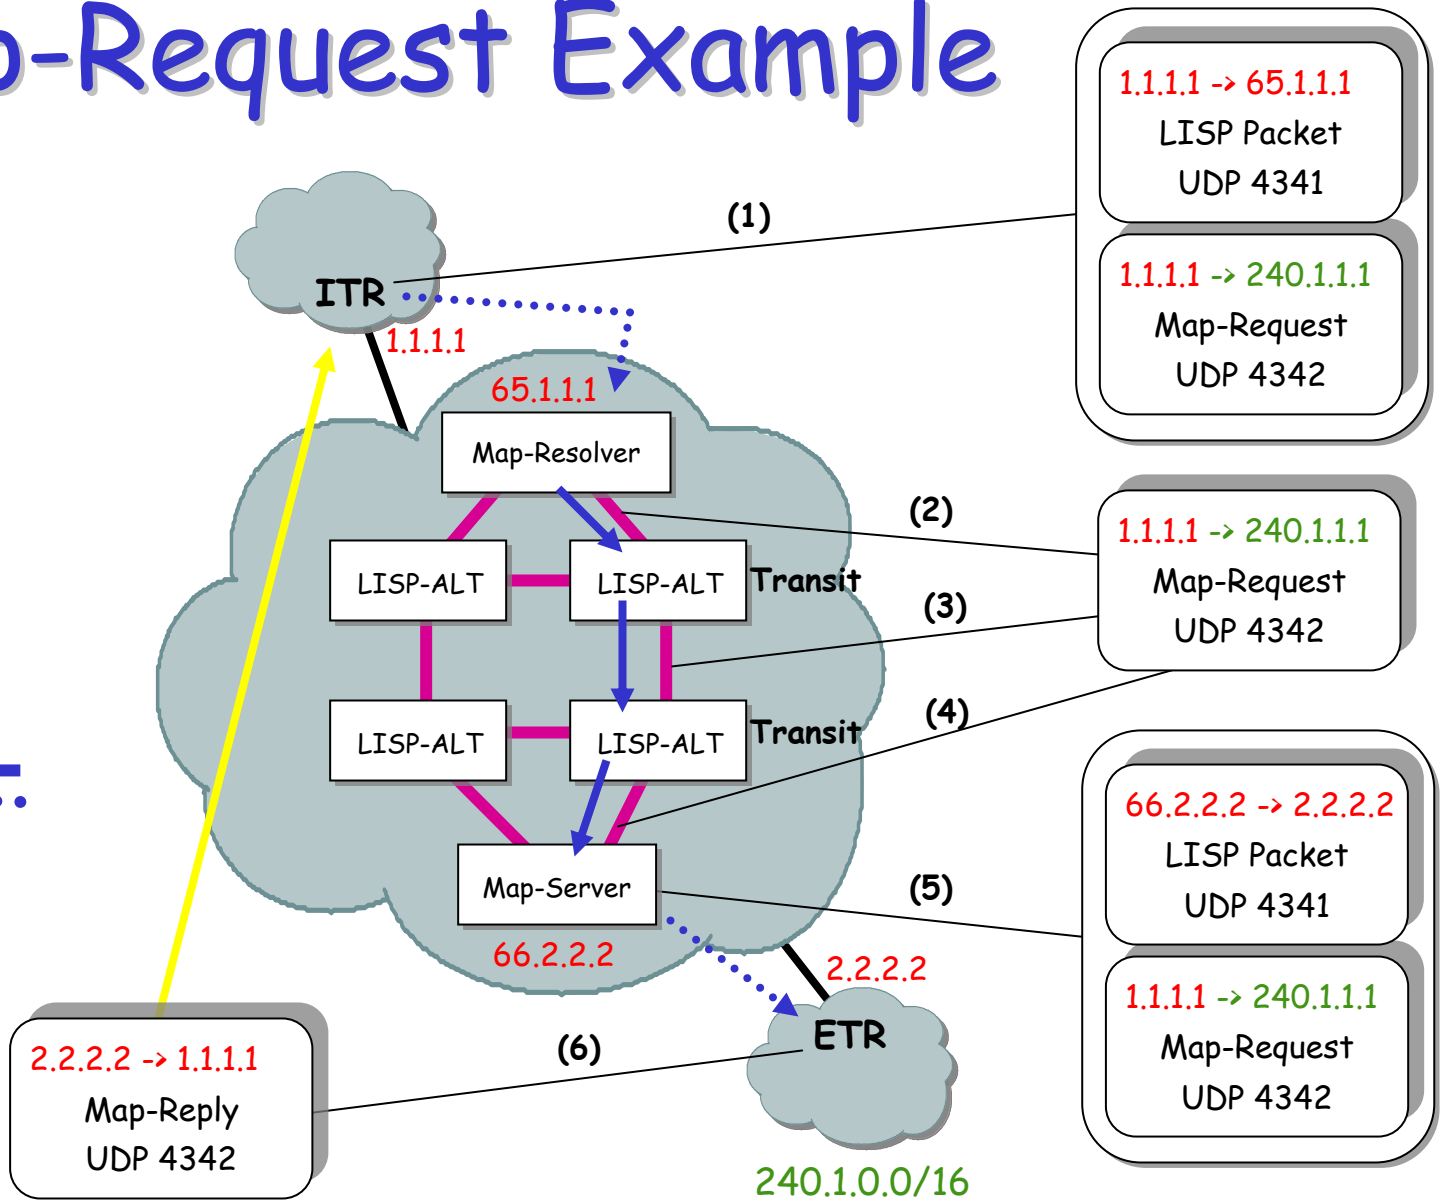 p-Request Example
1.1.1.1 -> 65.1.1.1
LISP Packet
UDP 4341
1.1.1.1 -> 240.1.1.1
Map-Request
UDP 4342
(1)
ITR
1.1.1.1
65.1.1.1
Map-Resolver
(2)
1.1.1.1 -> 240.1.1.1
Map-Request
UDP 4342
LISP-ALT
LISP-ALT
Transit
(3)
(4)
LISP-ALT
LISP-ALT
Transit
66.2.2.2 -> 2.2.2.2
LISP Packet
UDP 4341
1.1.1.1 -> 240.1.1.1
Map-Request
UDP 4342
Map-Server
(5)
66.2.2.2
2.2.2.2
ETR
(6)
2.2.2.2 -> 1.1.1.1
Map-Reply
UDP 4342
240.1.0.0/16